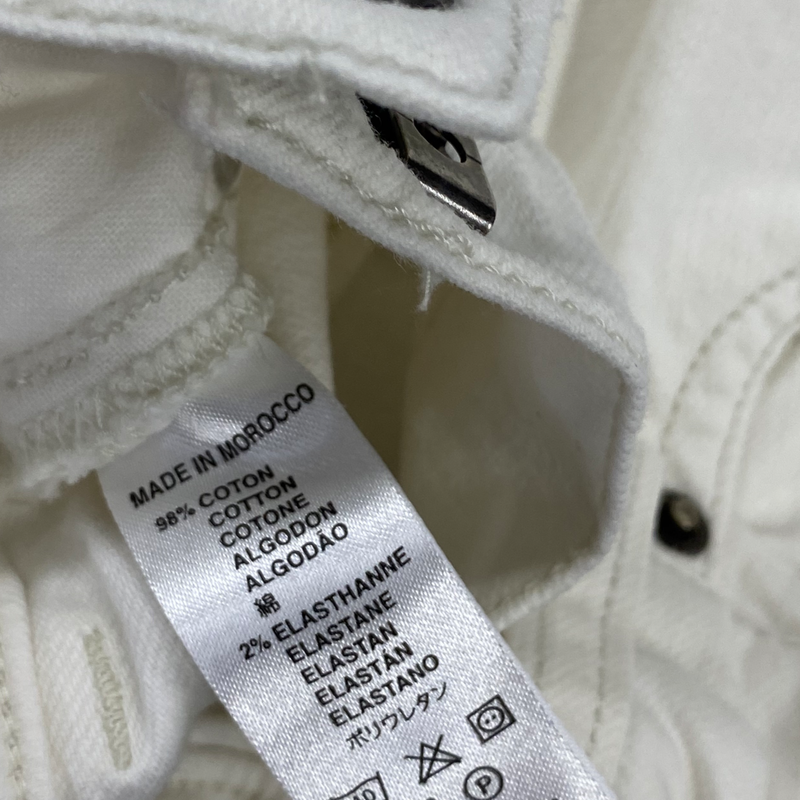 MADE IN MOROCCO
98% COTON
COTTON
COTONE
ALGODON
ALGODÃO
綿
2% ELASTHANNE
ELASTANE
ELASTAN
ELASTAN
ELASTANO
ポリウレタン
P